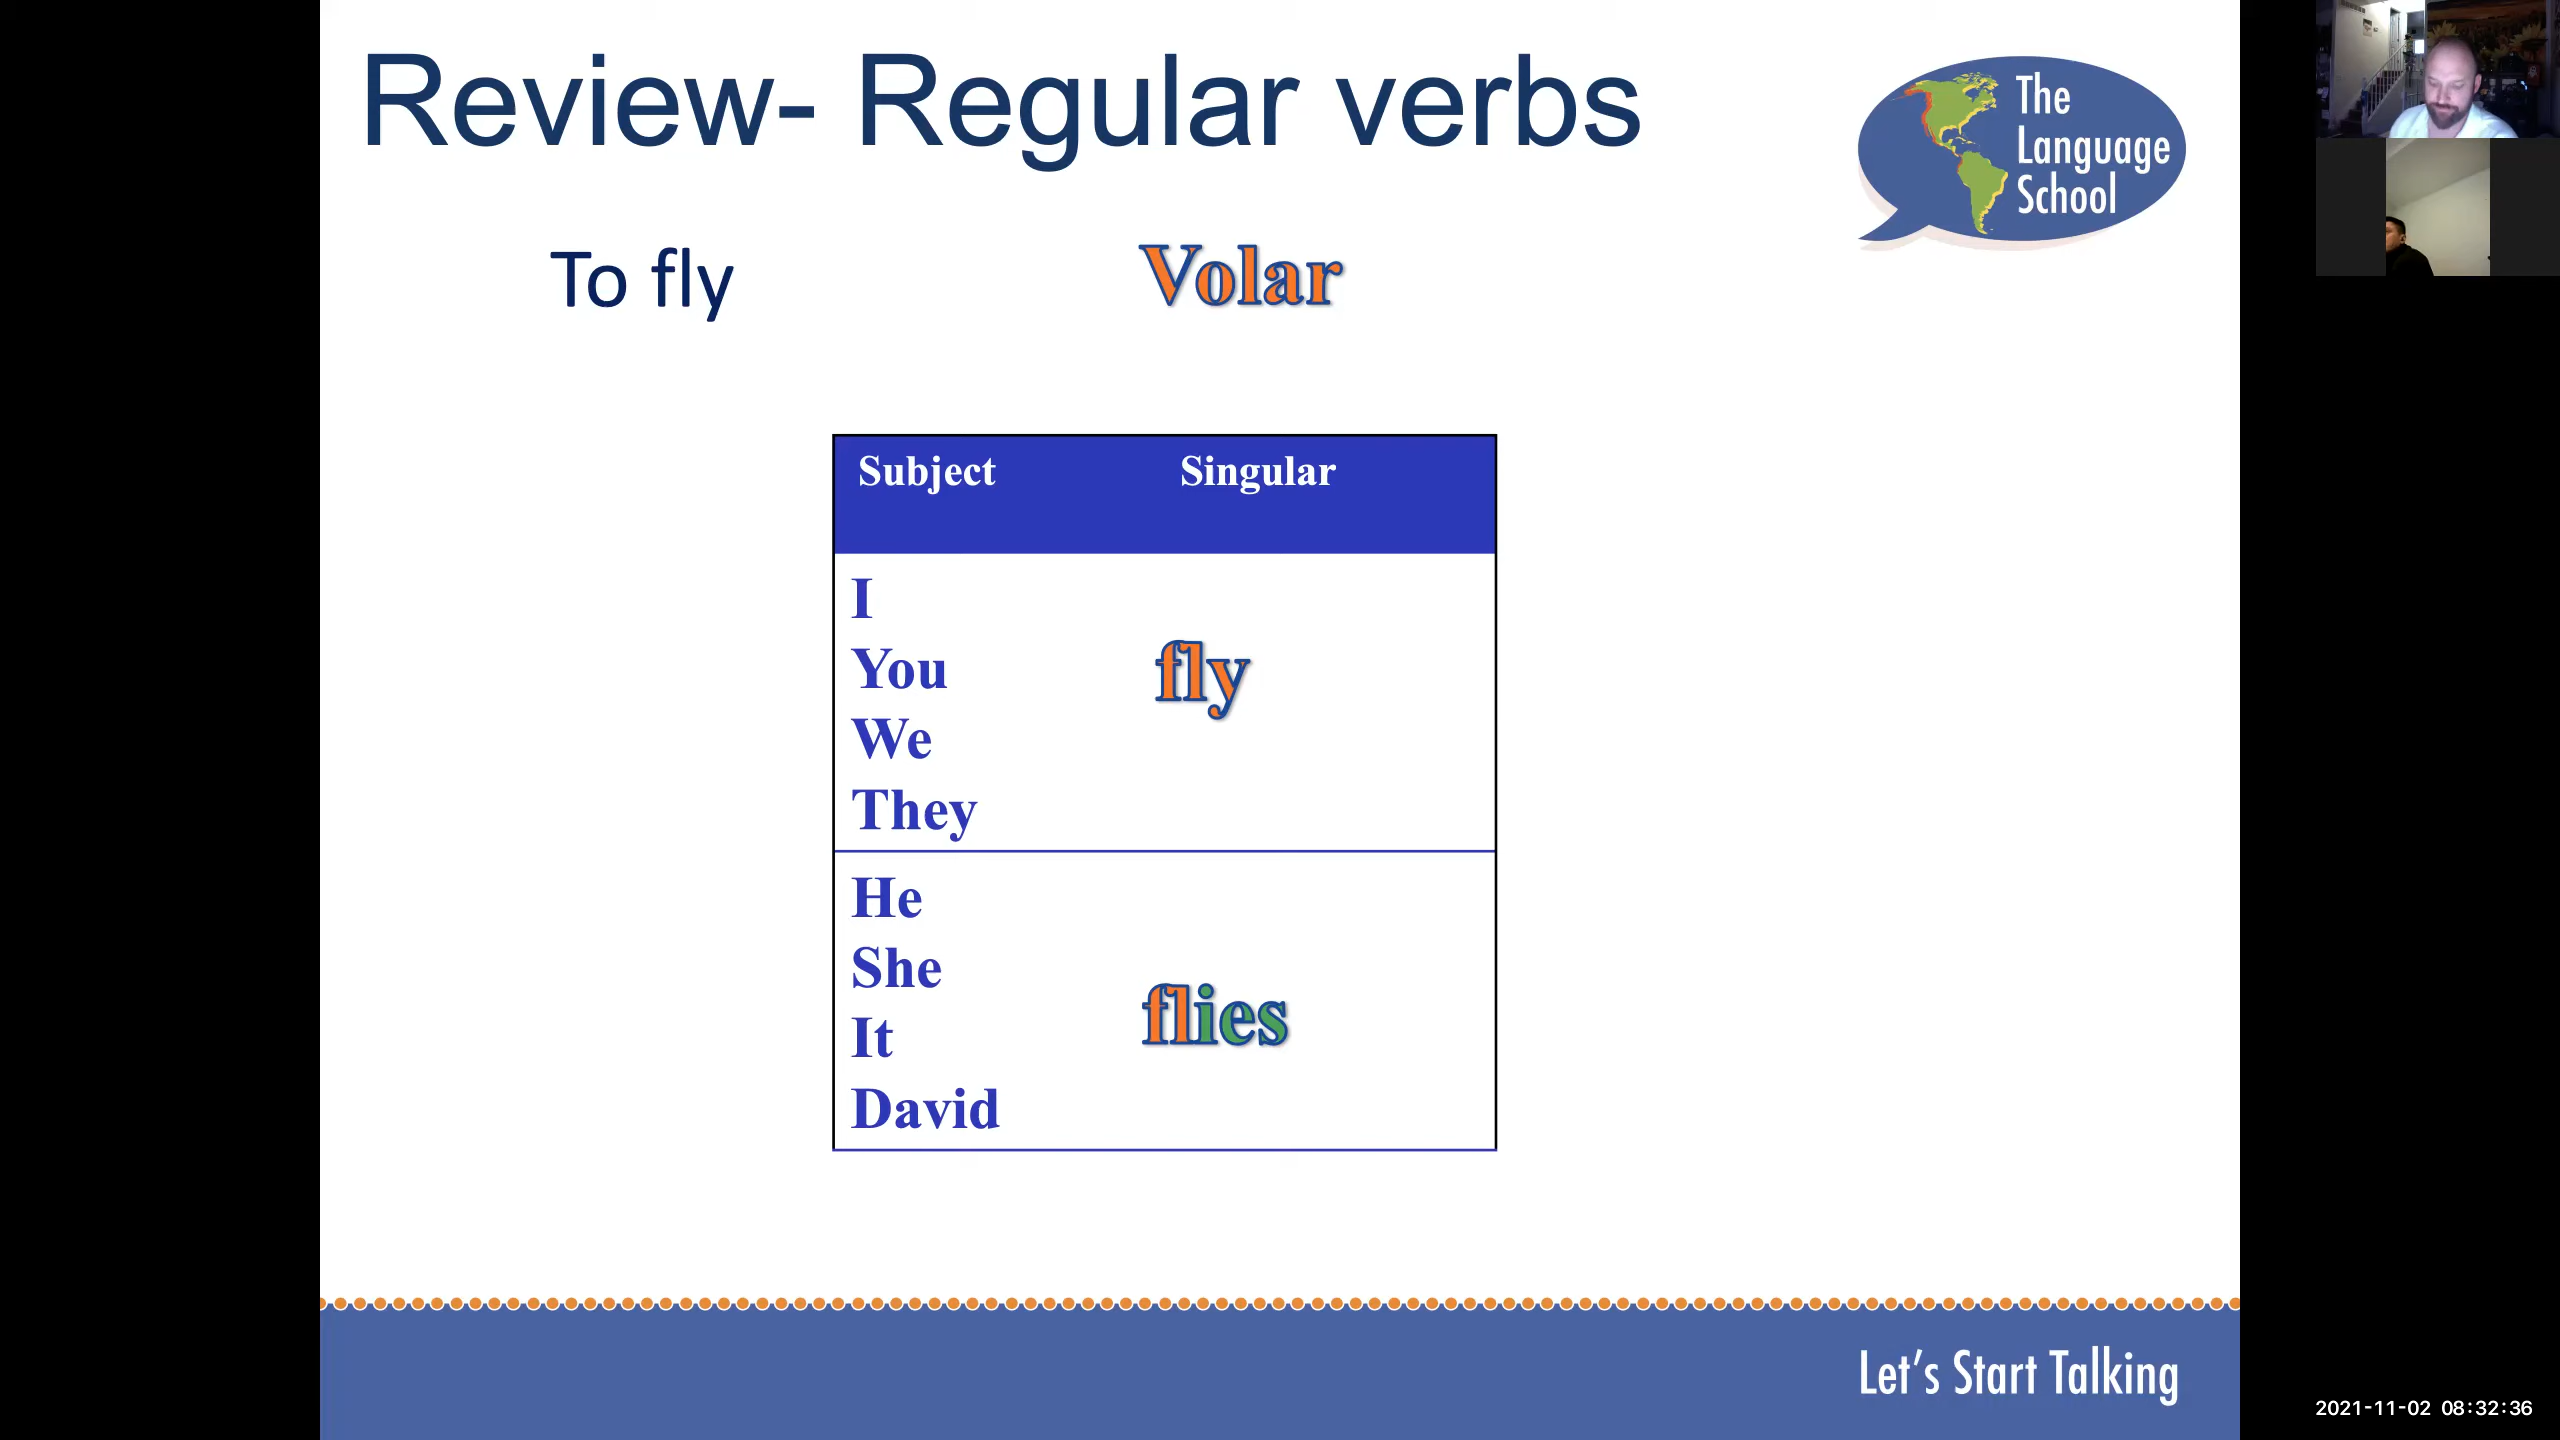 Review- Regular verbs
The
Language
School
To fly Volar
Subject Singular
I
You
We
They
fly
He
She
It
David
flies
Let's Start Talking
2021-11-02 08:32:36